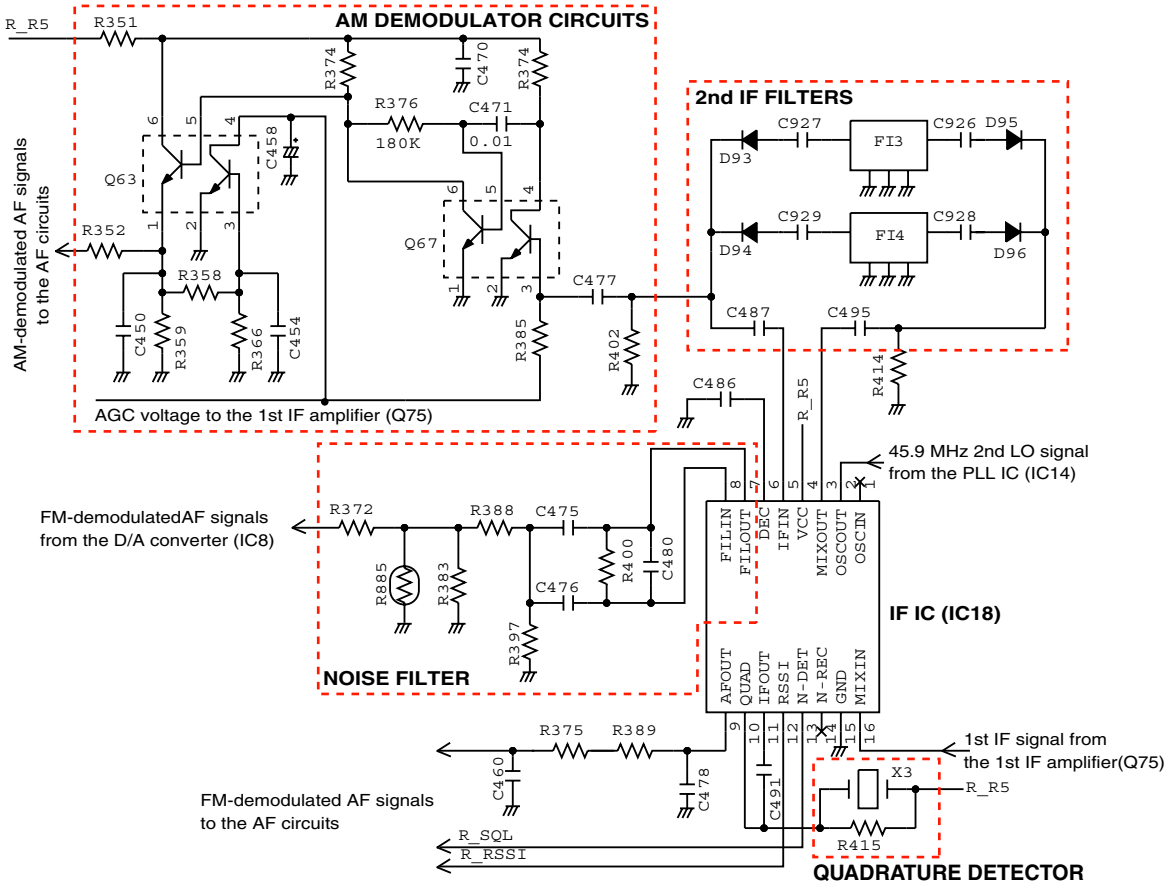 AM DEMODULATOR CIRCUITS
R_R5
R351
R374
C470
R374
R376
180K
C471
0.01
6
5
4
C458
Q63
1
2
3
6
5
4
Q67
1
2
3
R352
R358
C450
R359
R366
C454
R385
C477
R402
AM-demodulated AF signals
to the AF circuits
AGC voltage to the 1st IF amplifier (Q75)
2nd IF FILTERS
D93
C927
FI3
C926
D95
D94
C929
FI4
C928
D96
C487
C495
R414
C486
R_R5
45.9 MHz 2nd LO signal
from the PLL IC (IC14)
8
7
6
5
4
3
2
1
FILIN
FILOUT
DEC
IFIN
VCC
MIXOUT
OSCOUT
OSCIN
IF IC (IC18)
AFOUT
QUAD
IFOUT
RSSI
N-DET
N-REC
GND
MIXIN
9
10
11
12
13
14
15
16
FM-demodulatedAF signals
from the D/A converter (IC8)
R372
R388
C475
R885
R383
C476
R400
C480
R397
NOISE FILTER
R375
R389
C460
C478
C491
FM-demodulated AF signals
to the AF circuits
R_SQL
R_RSSI
1st IF signal from
the 1st IF amplifier(Q75)
X3
R_R5
R415
QUADRATURE DETECTOR